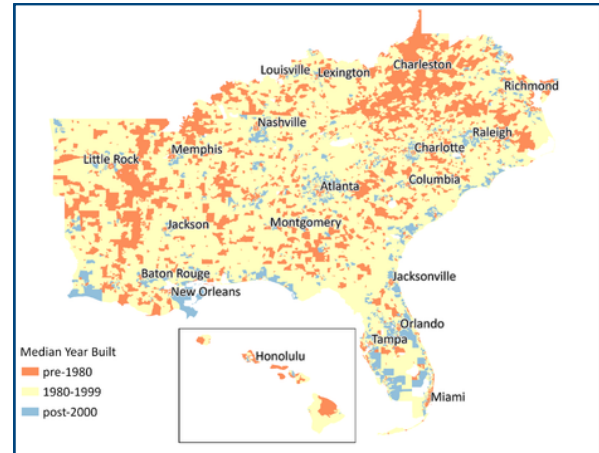 Louisville
Lexington
Charleston
Richmond
Nashville
Raleigh
Memphis
Charlotte
Little Rock
Atlanta
Columbia
Jackson
Montgomery
Baton Rouge
Jacksonville
New Orleans
Orlando
Tampa
Honolulu
Miami
Median Year Built
pre-1980
1980-1999
post-2000